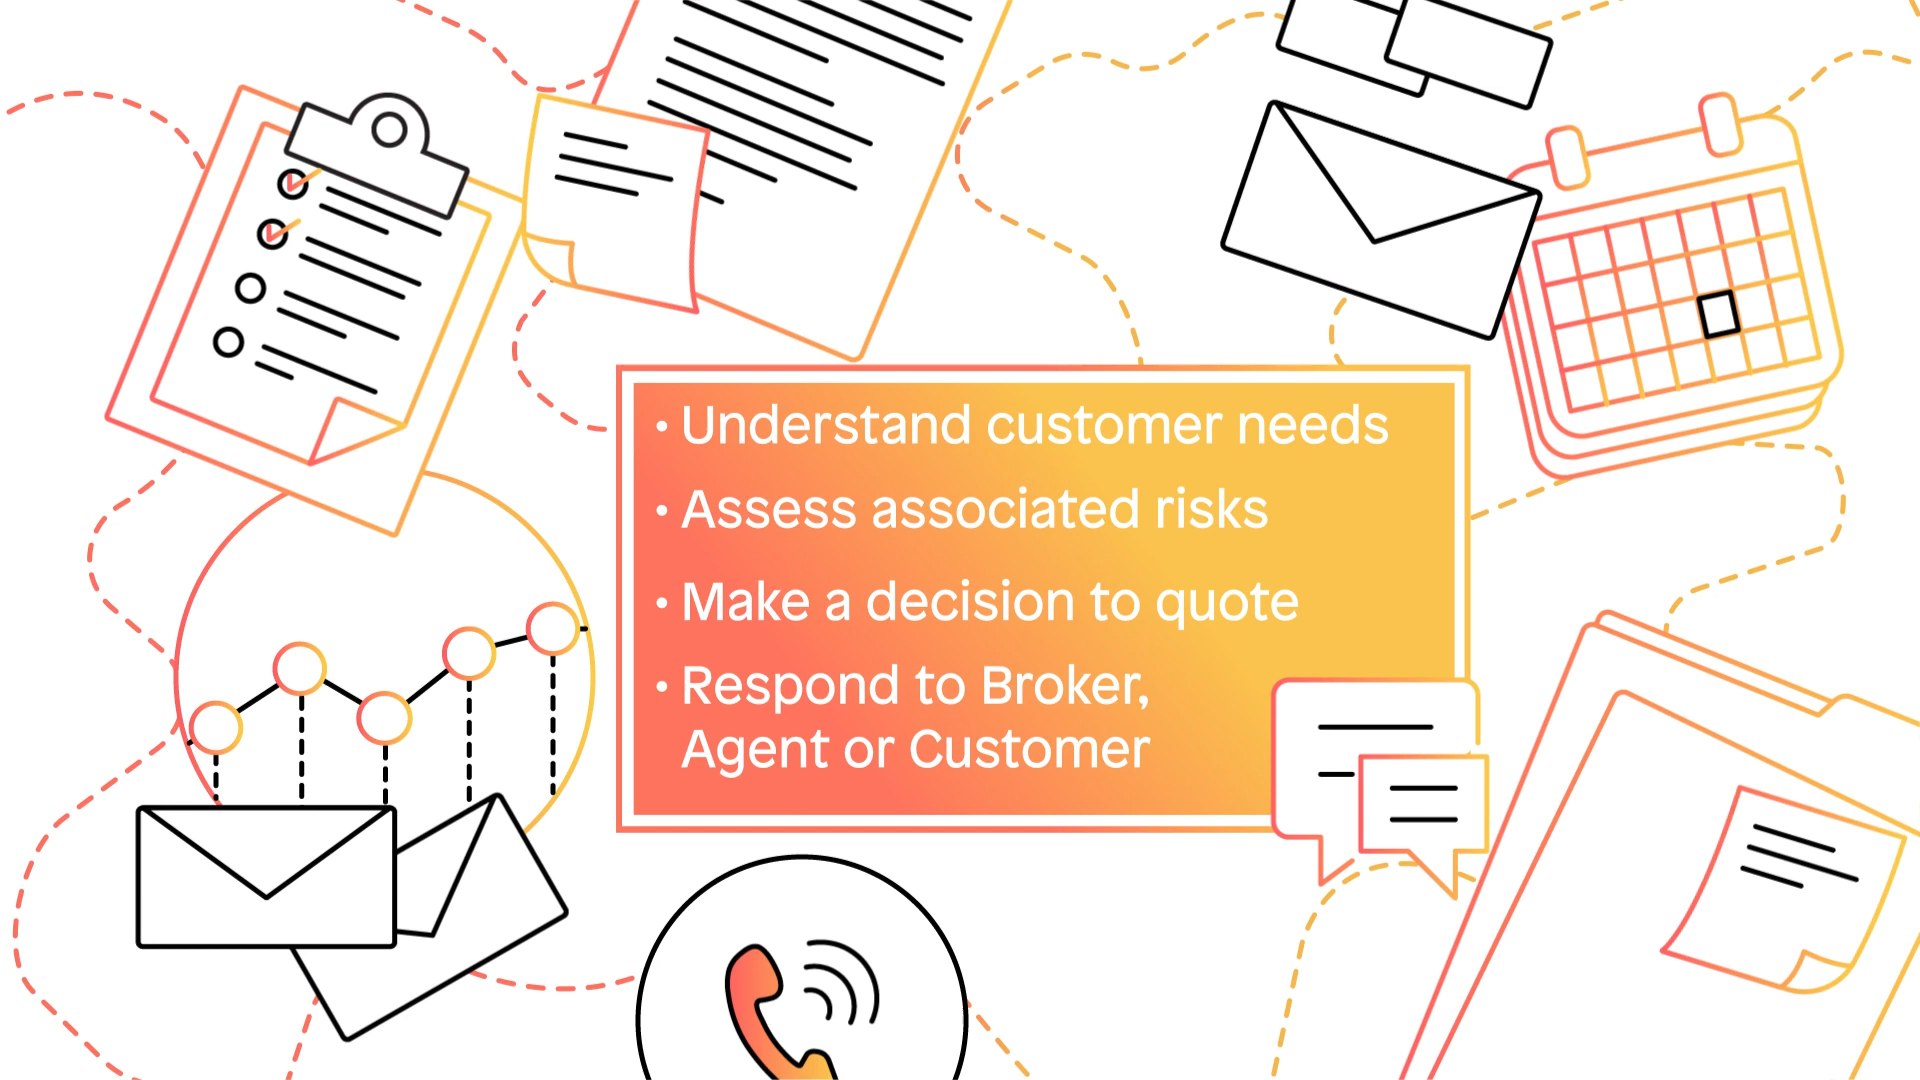 • Understand customer needs
• Assess associated risks
• Make a decision to quote
• Respond to Broker,
Agent or Customer